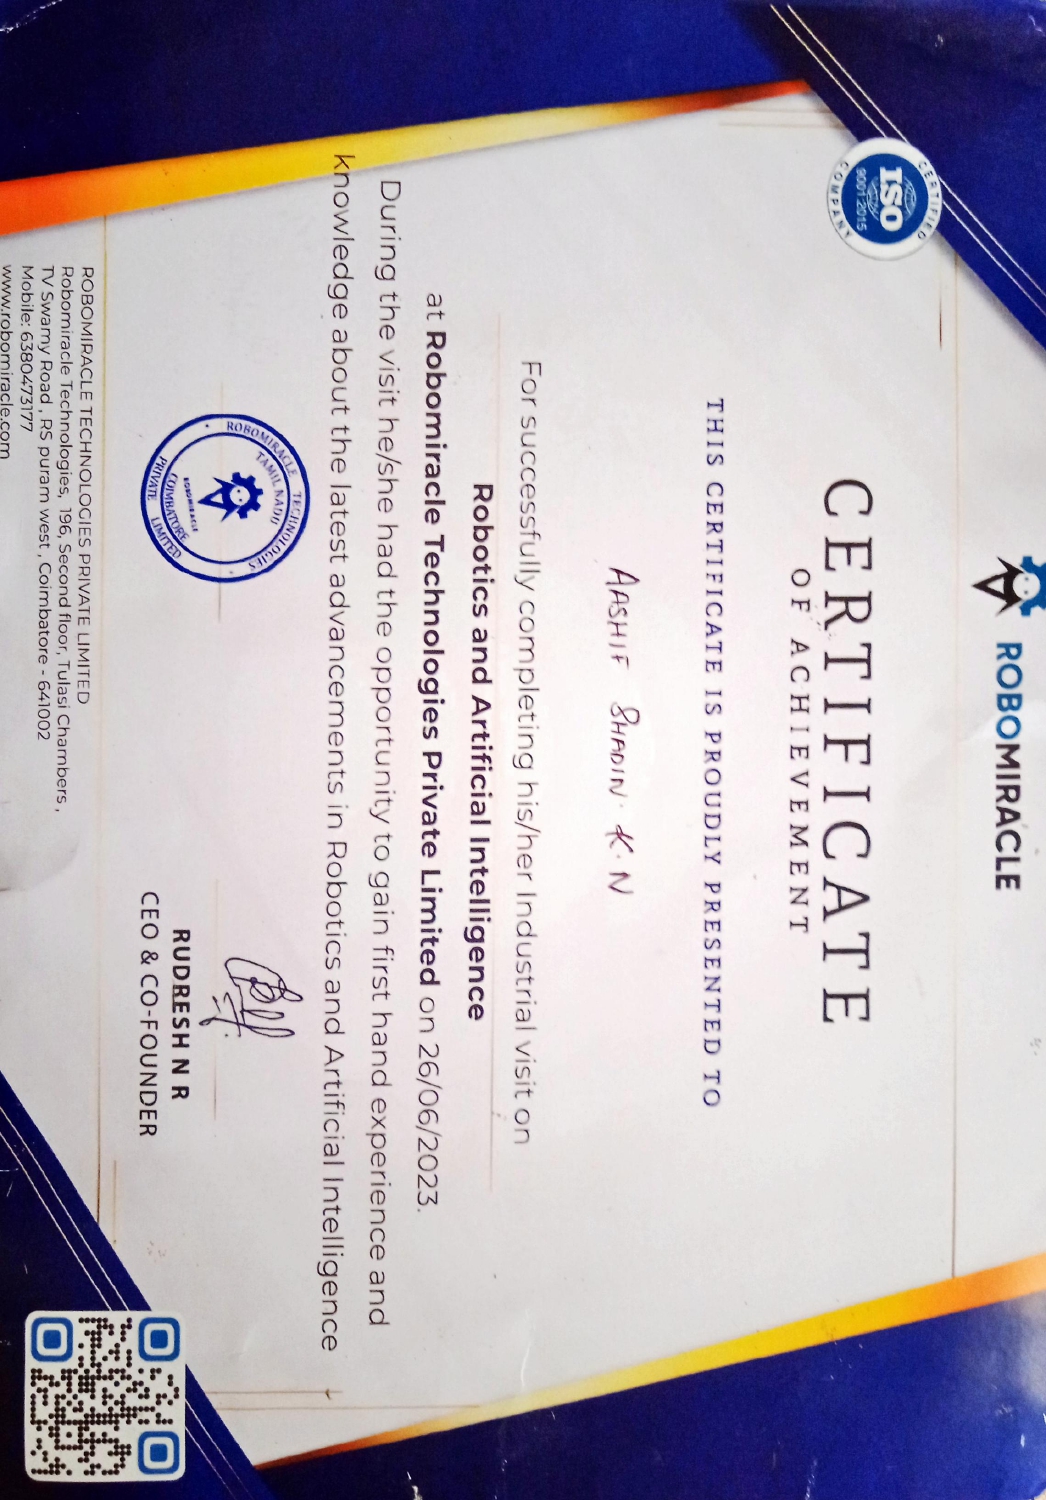 ROBOMIRACLE
CERTIFIED
ISO
9001:2015
COMPANY
CERTIFICATE
OF ACHIEVEMENT
THIS CERTIFICATE IS PROUDLY PRESENTED TO
AASHIF SHADIN. K. N
For successfully completing his/her Industrial visit on
Robotics and Artificial Intelligence
at Robomiracle Technologies Private Limited on 26/06/2023.
During the visit he/she had the opportunity to gain first hand experience and
knowledge about the latest advancements in Robotics and Artificial Intelligence
ROBOMIRACLE TECHNOLOGIES
TAMIL NADU
ROBOMIRACLE
COIMBATORE
PRIVATE LIMITED
RUDRESH N R
CEO & CO-FOUNDER
ROBOMIRACLE TECHNOLOGIES PRIVATE LIMITED
Robomiracle Technologies, 196, Second floor, Tulasi Chambers ,
TV Swamy Road , RS puram west , Coimbatore - 641002
Mobile: 6380473177
www.robomiracle.com